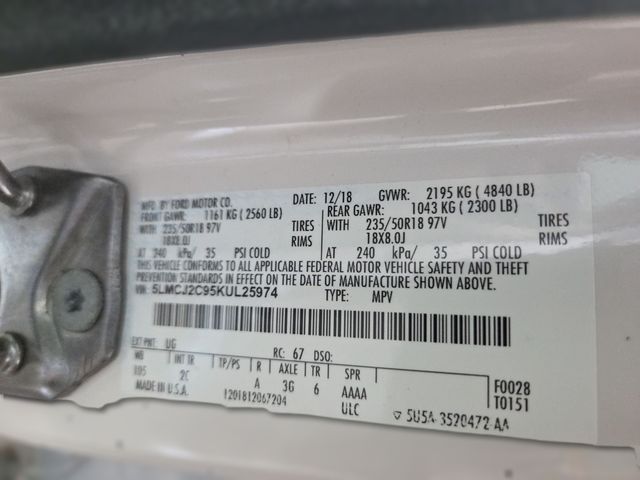 MFD. BY FORD MOTOR CO.
DATE: 12/18 GVWR: 2195 KG ( 4840 LB)
FRONT GAWR: 1161 KG ( 2560 LB)
REAR GAWR: 1043 KG ( 2300 LB)
WITH 235/50R18 97V TIRES
18X8.0J RIMS
AT 240 kPa/ 35 PSI COLD
WITH 235/50R18 97V TIRES
18X8.0J RIMS
AT 240 kPa/ 35 PSI COLD
THIS VEHICLE CONFORMS TO ALL APPLICABLE FEDERAL MOTOR VEHICLE SAFETY AND THEFT
PREVENTION STANDARDS IN EFFECT ON THE DATE OF MANUFACTURE SHOWN ABOVE.
VIN: 5LMCJ2C95KUL25974 TYPE: MPV
EXT PNT: UG RC: 67 DSO:
WB INT TR TP/PS R AXLE TR SPR
105 2C A 3G 6 AAAA F0028
MADE IN U.S.A. 1201812067204 ULC T0151
5U5A-3520472-AA